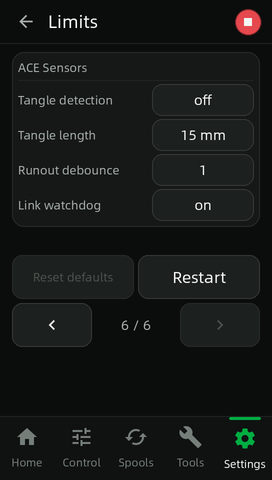 Limits
ACE Sensors
Tangle detection off
Tangle length 15 mm
Runout debounce 1
Link watchdog on
Reset defaults Restart
6 / 6
Home Control Spools Tools Settings